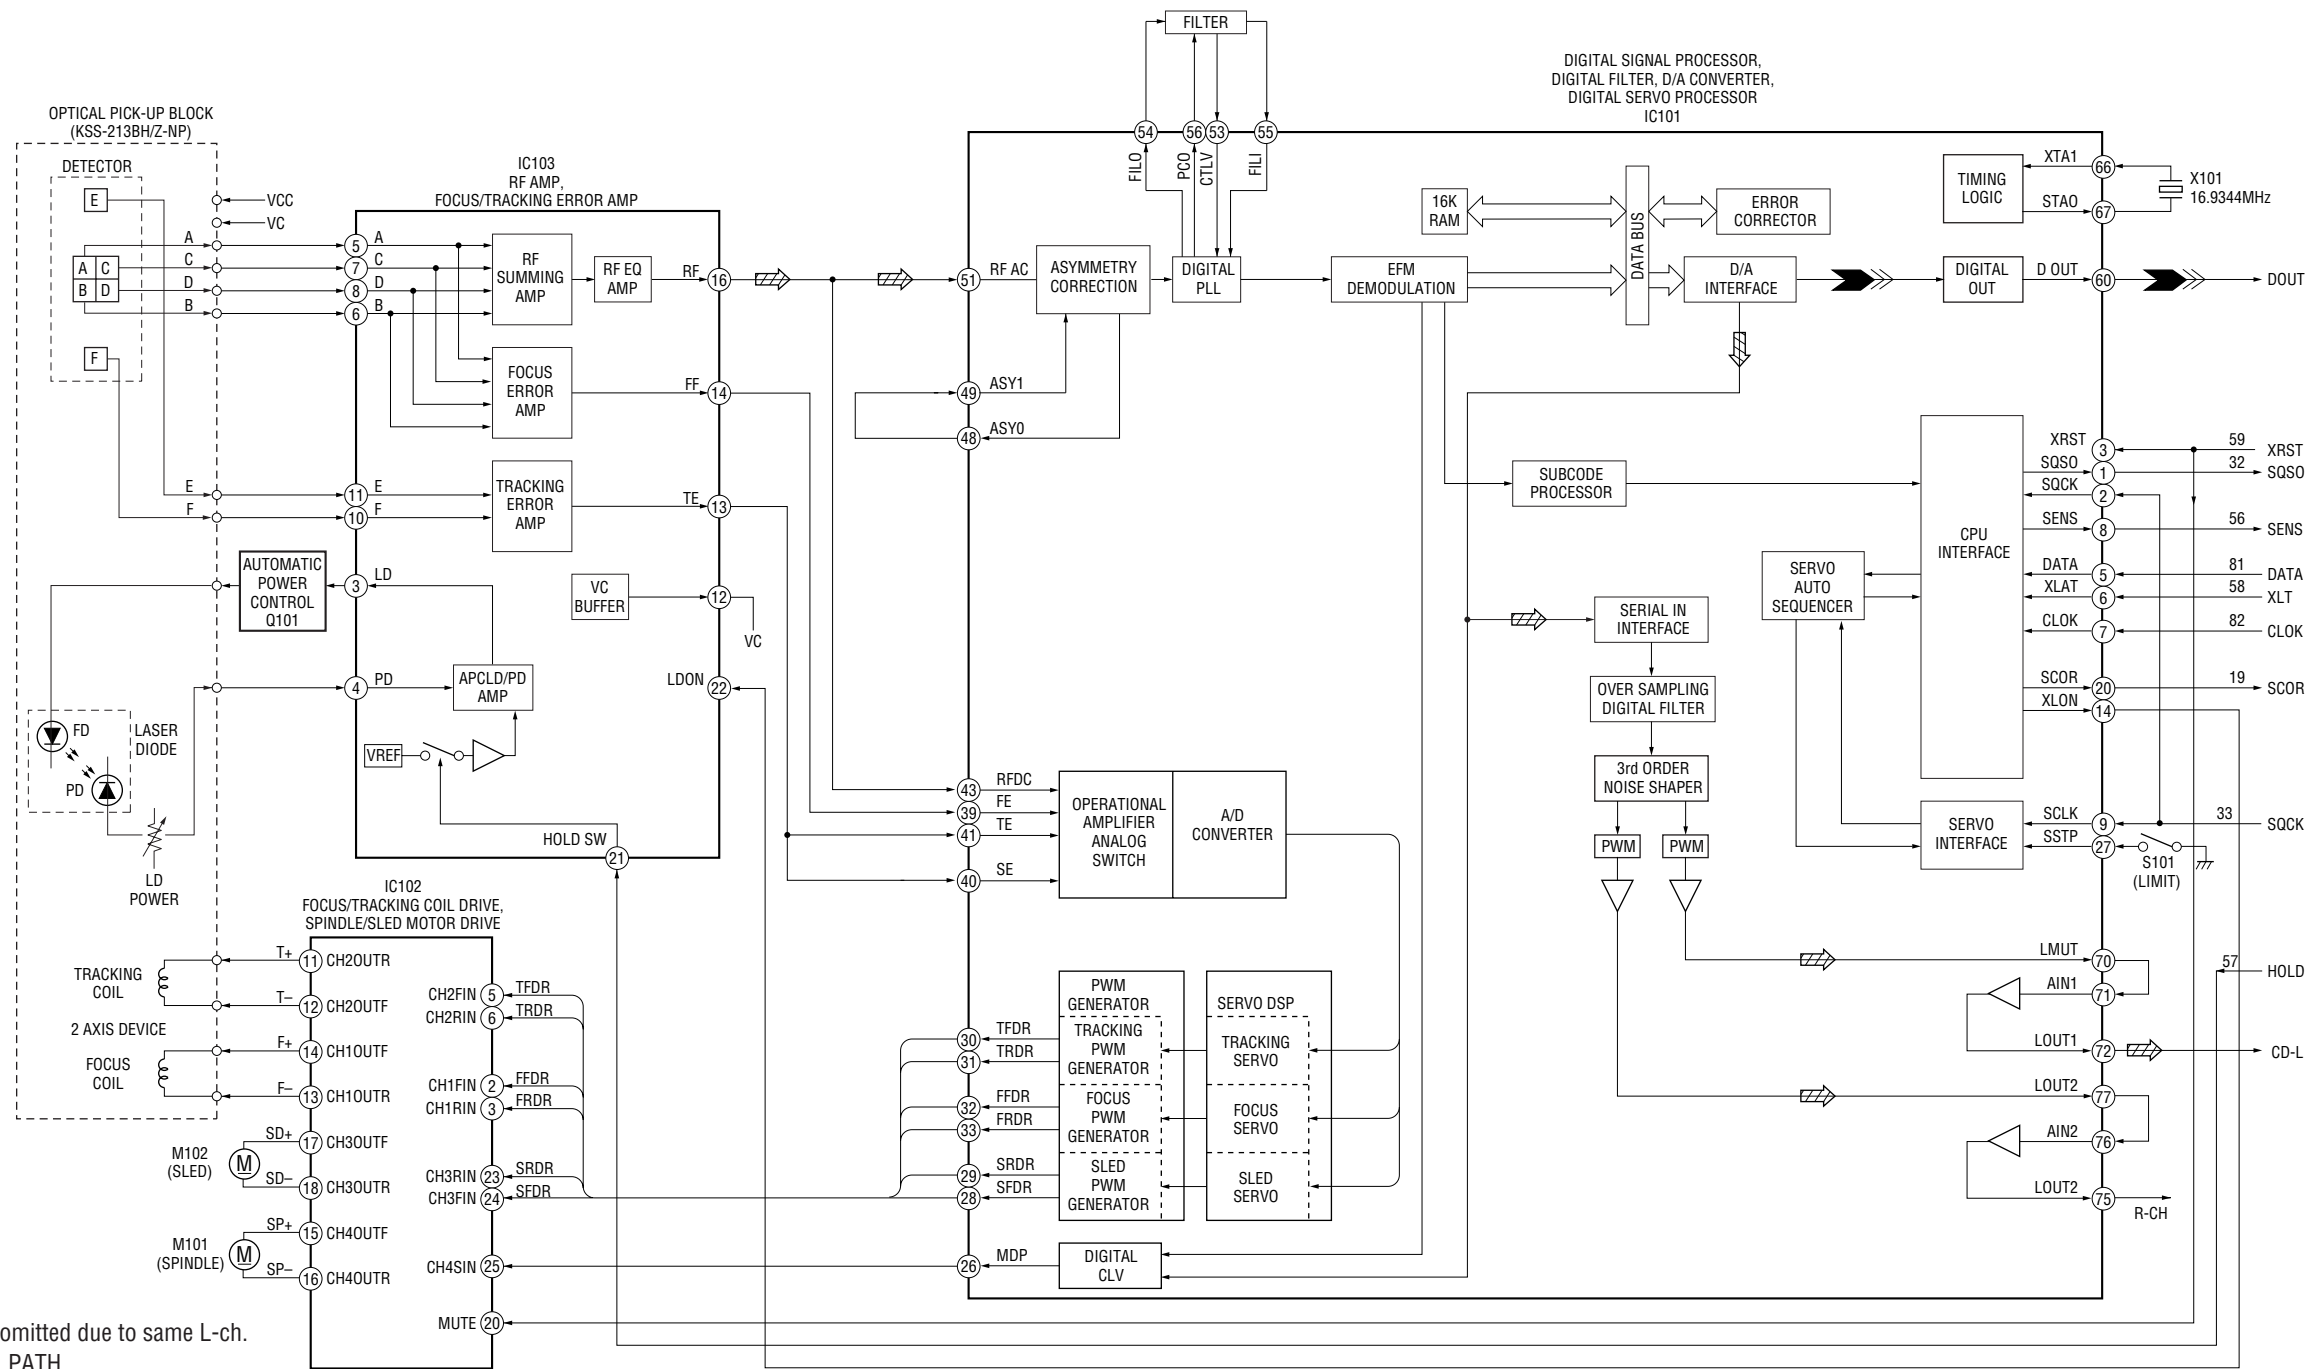 FILTER
DIGITAL SIGNAL PROCESSOR,
DIGITAL FILTER, D/A CONVERTER,
DIGITAL SERVO PROCESSOR
IC101
OPTICAL PICK-UP BLOCK
(KSS-213BH/Z-NP)
DETECTOR
E
A C
B D
F
VCC
VC
A
C
D
B
E
F
IC103
RF AMP,
FOCUS/TRACKING ERROR AMP
5 A
7 C
8 D
6 B
RF
SUMMING
AMP
RF EQ
AMP
RF 16
FOCUS
ERROR
AMP
FF 14
11 E
10 F
TRACKING
ERROR
AMP
TE 13
AUTOMATIC
POWER
CONTROL
Q101
3 LD
VC
BUFFER
12
VC
4 PD
APCLD/PD
AMP
LDON 22
VREF
HOLD SW
21
FD
PD
LASER
DIODE
LD
POWER
IC102
FOCUS/TRACKING COIL DRIVE,
SPINDLE/SLED MOTOR DRIVE
TRACKING
COIL
2 AXIS DEVICE
FOCUS
COIL
T+ 11 CH2OUTR
T– 12 CH2OUTF
F+ 14 CH1OUTF
F– 13 CH1OUTR
M102
(SLED)
M
SD+ 17 CH3OUTF
SD– 18 CH3OUTR
M101
(SPINDLE)
M
SP+ 15 CH4OUTF
SP– 16 CH4OUTR
CH2FIN 5 TFDR
CH2RIN 6 TRDR
CH1FIN 2 FFDR
CH1RIN 3 FRDR
CH3RIN 23 SRDR
CH3FIN 24 SFDR
CH4SIN 25
MUTE 20
54 56 53 55
FILO
PCO
CTLV
FILI
51 RF AC
ASYMMETRY
CORRECTION
DIGITAL
PLL
EFM
DEMODULATION
49 ASY1
48 ASY0
16K
RAM
DATA BUS
ERROR
CORRECTOR
D/A
INTERFACE
DIGITAL
OUT
D OUT 60
DOUT
TIMING
LOGIC
XTA1 66
STAO 67
X101
16.9344MHz
SUBCODE
PROCESSOR
CPU
INTERFACE
SERVO
AUTO
SEQUENCER
SERVO
INTERFACE
XRST 3 59 XRST
SQSO 1 32 SQSO
SQCK 2
SENS 8 56 SENS
DATA 5 81 DATA
XLAT 6 58 XLT
CLOK 7 82 CLOK
SCOR 20 19 SCOR
XLON 14
SCLK 9 33 SQCK
SSTP 27
S101
(LIMIT)
SERIAL IN
INTERFACE
OVER SAMPLING
DIGITAL FILTER
3rd ORDER
NOISE SHAPER
PWM PWM
43 RFDC
39 FE
41 TE
40 SE
OPERATIONAL
AMPLIFIER
ANALOG
SWITCH
A/D
CONVERTER
LMUT 70
AIN1 71
LOUT1 72
CD-L
57 HOLD
LOUT2 77
AIN2 76
LOUT2 75
R-CH
PWM
GENERATOR
TRACKING
PWM
GENERATOR
FOCUS
PWM
GENERATOR
SLED
PWM
GENERATOR
SERVO DSP
TRACKING
SERVO
FOCUS
SERVO
SLED
SERVO
30 TFDR
31 TRDR
32 FFDR
33 FRDR
29 SRDR
28 SFDR
26 MDP
DIGITAL
CLV
omitted due to same L-ch.
PATH